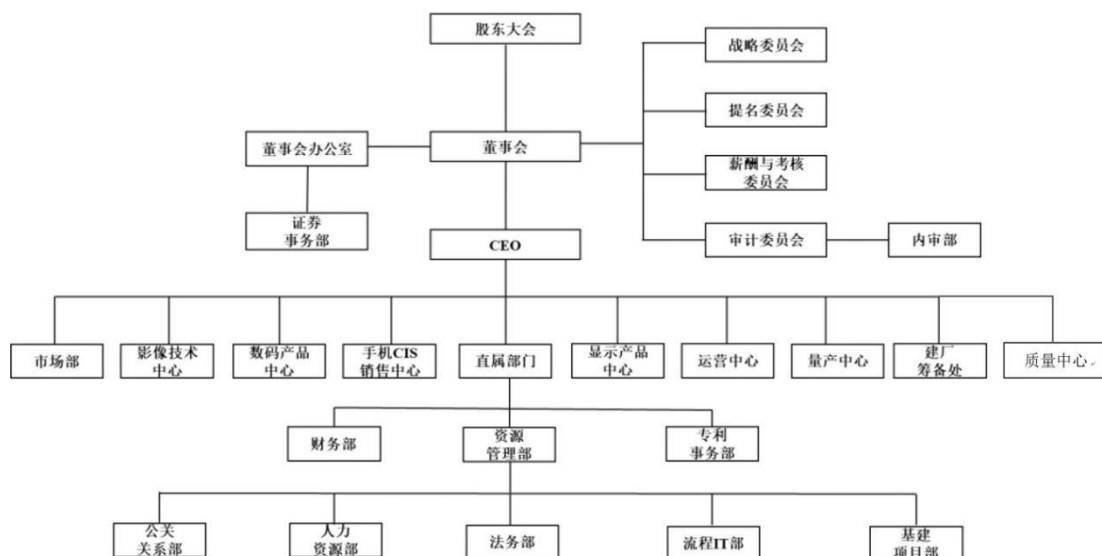 股东大会
战略委员会
提名委员会
董事会办公室
董事会
薪酬与考核
委员会
证券
事务部
CEO
审计委员会
内审部
市场部
影像技术
中心
数码产品
中心
手机CIS
销售中心
直属部门
显示产品
中心
运营中心
量产中心
建厂
筹备处
质量中心
财务部
资源
管理部
专利
事务部
公关
关系部
人力
资源部
法务部
流程IT部
基建
项目部